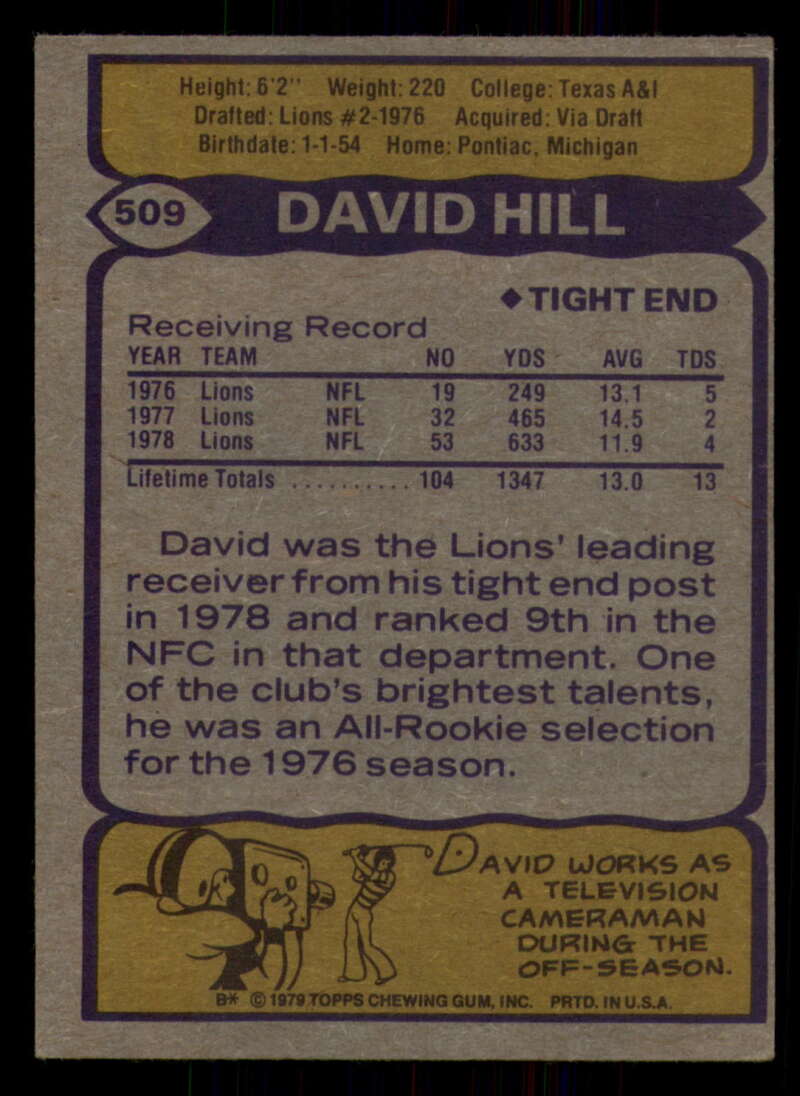 Height: 6'2" Weight: 220 College: Texas A&I
Drafted: Lions #2-1976 Acquired: Via Draft
Birthdate: 1-1-54 Home: Pontiac, Michigan
509 DAVID HILL
◆TIGHT END
Receiving Record
YEAR TEAM NO YDS AVG TDS
1976 Lions NFL 19 249 13.1 5
1977 Lions NFL 32 465 14.5 2
1978 Lions NFL 53 633 11.9 4
Lifetime Totals .......... 104 1347 13.0 13
David was the Lions' leading
receiver from his tight end post
in 1978 and ranked 9th in the
NFC in that department. One
of the club's brightest talents,
he was an All-Rookie selection
for the 1976 season.
DAVID WORKS AS
A TELEVISION
CAMERAMAN
DURING THE
OFF-SEASON.
B* © 1979 TOPPS CHEWING GUM, INC. PRTD. IN U.S.A.